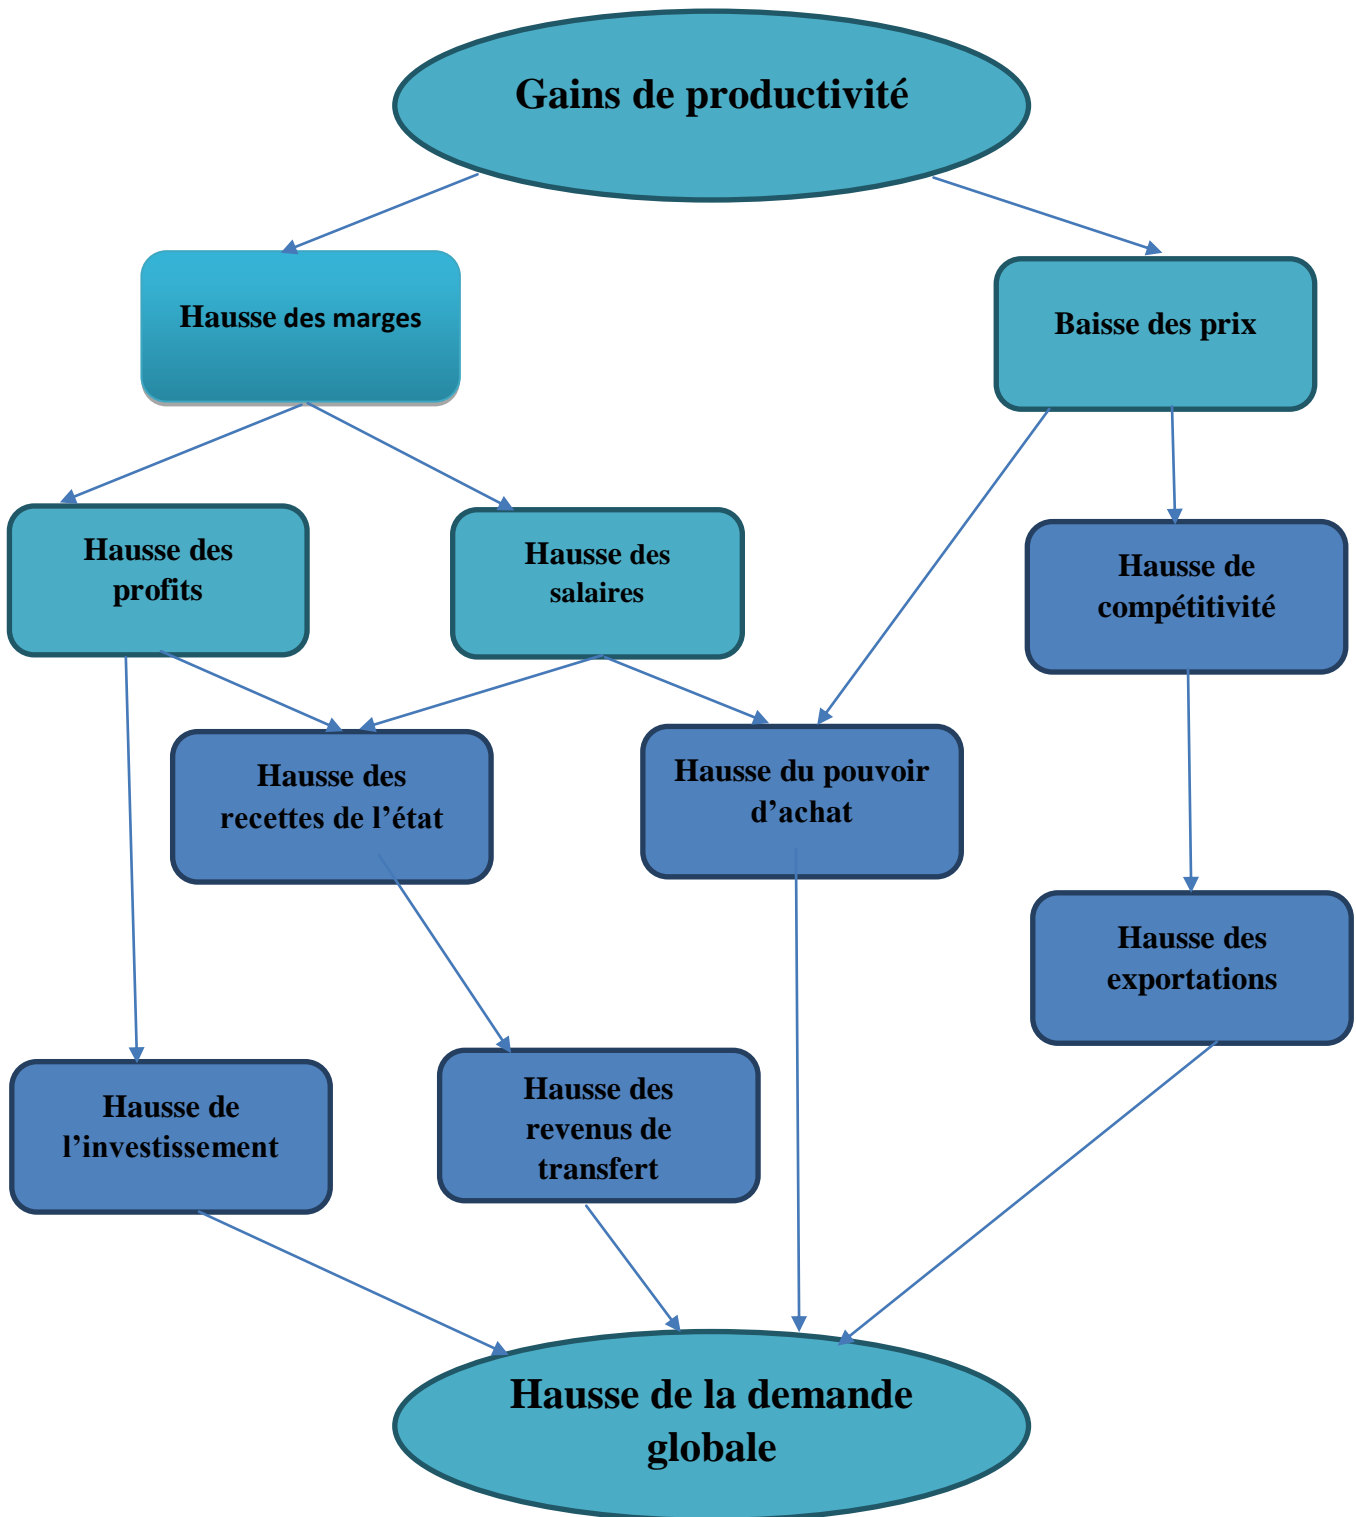 Gains de productivité
Hausse des marges
Baisse des prix
Hausse des
profits
Hausse des
salaires
Hausse de
compétitivité
Hausse des
recettes de l’état
Hausse du pouvoir
d’achat
Hausse des
exportations
Hausse de
l’investissement
Hausse des
revenus de
transfert
Hausse de la demande
globale